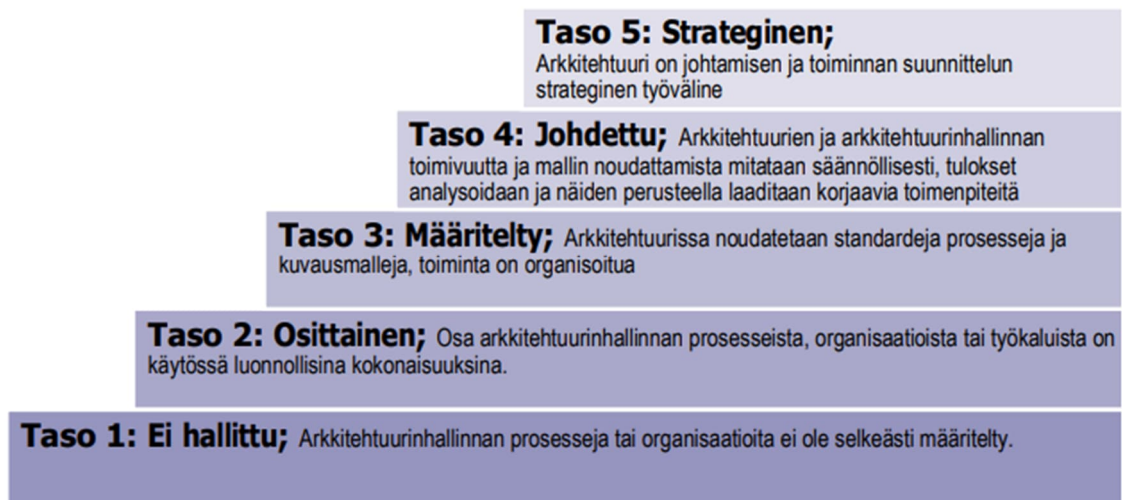 Taso 5: Strateginen;
Arkkitehtuuri on johtamisen ja toiminnan suunnittelun
strateginen työväline
Taso 4: Johdettu; Arkkitehtuurien ja arkkitehtuurinhallinnan
toimivuutta ja mallin noudattamista mitataan säännöllisesti, tulokset
analysoidaan ja näiden perusteella laaditaan korjaavia toimenpiteitä
Taso 3: Määritelty; Arkkitehtuurissa noudatetaan standardeja prosesseja ja
kuvausmalleja, toiminta on organisoitua
Taso 2: Osittainen; Osa arkkitehtuurinhallinnan prosesseista, organisaatioista tai työkaluista on
käytössä luonnollisina kokonaisuuksina.
Taso 1: Ei hallittu; Arkkitehtuurinhallinnan prosesseja tai organisaatioita ei ole selkeästi määritelty.